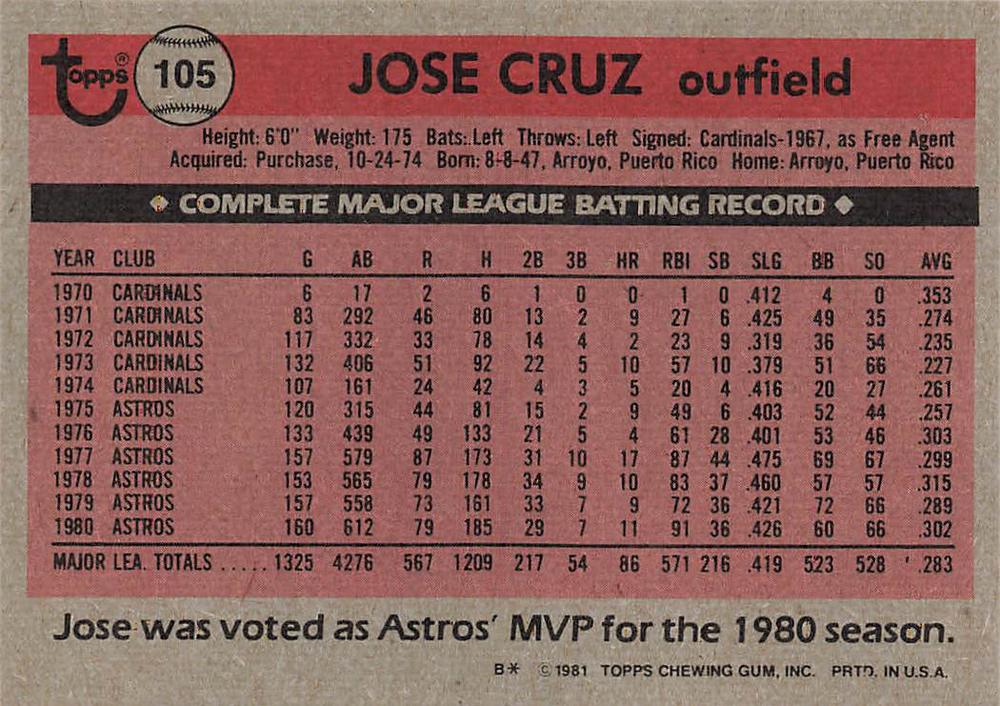 topps® 105 JOSE CRUZ outfield
Height: 6'0" Weight: 175 Bats: Left Throws: Left Signed: Cardinals-1967, as Free Agent
Acquired: Purchase, 10-24-74 Born: 8-8-47, Arroyo, Puerto Rico Home: Arroyo, Puerto Rico
◆ COMPLETE MAJOR LEAGUE BATTING RECORD ◆
YEAR CLUB G AB R H 2B 3B HR RBI SB SLG BB SO AVG
1970 CARDINALS 6 17 2 6 1 0 0 1 0 .412 4 0 .353
1971 CARDINALS 83 292 46 80 13 2 9 27 6 .425 49 35 .274
1972 CARDINALS 117 332 33 78 14 4 2 23 9 .319 36 54 .235
1973 CARDINALS 132 406 51 92 22 5 10 57 10 .379 51 66 .227
1974 CARDINALS 107 161 24 42 4 3 5 20 4 .416 20 27 .261
1975 ASTROS 120 315 44 81 15 2 9 49 6 .403 52 44 .257
1976 ASTROS 133 439 49 133 21 5 4 61 28 .401 53 46 .303
1977 ASTROS 157 579 87 173 31 10 17 87 44 .475 69 67 .299
1978 ASTROS 153 565 79 178 34 9 10 83 37 .460 57 57 .315
1979 ASTROS 157 558 73 161 33 7 9 72 36 .421 72 66 .289
1980 ASTROS 160 612 79 185 29 7 11 91 36 .426 60 66 .302
MAJOR LEA. TOTALS ..... 1325 4276 567 1209 217 54 86 571 216 .419 523 528 .283
Jose was voted as Astros' MVP for the 1980 season.
B* © 1981 TOPPS CHEWING GUM, INC. PRTD. IN U.S.A.